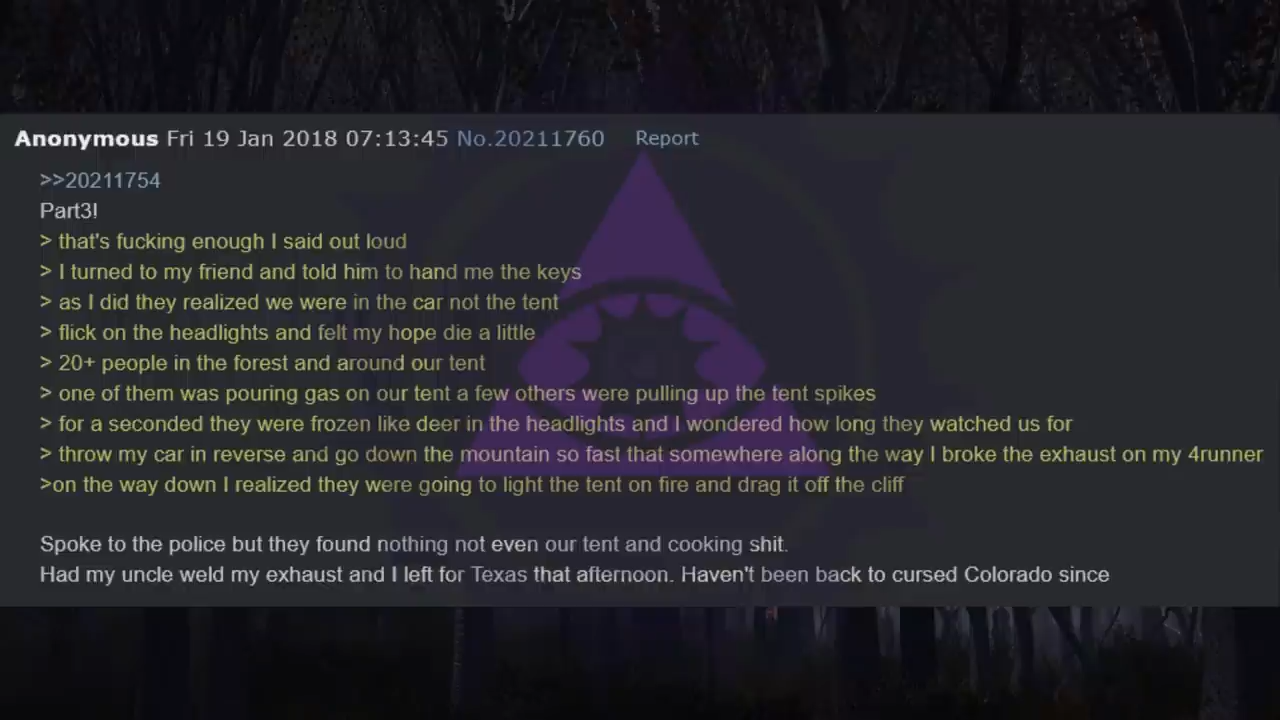 Anonymous Fri 19 Jan 2018 07:13:45 No.20211760 Report
>>20211754
Part3!
> that's fucking enough I said out loud
> I turned to my friend and told him to hand me the keys
> as I did they realized we were in the car not the tent
> flick on the headlights and felt my hope die a little
> 20+ people in the forest and around our tent
> one of them was pouring gas on our tent a few others were pulling up the tent spikes
> for a seconded they were frozen like deer in the headlights and I wondered how long they watched us for
> throw my car in reverse and go down the mountain so fast that somewhere along the way I broke the exhaust on my 4runner
>on the way down I realized they were going to light the tent on fire and drag it off the cliff
Spoke to the police but they found nothing not even our tent and cooking shit.
Had my uncle weld my exhaust and I left for Texas that afternoon. Haven't been back to cursed Colorado since